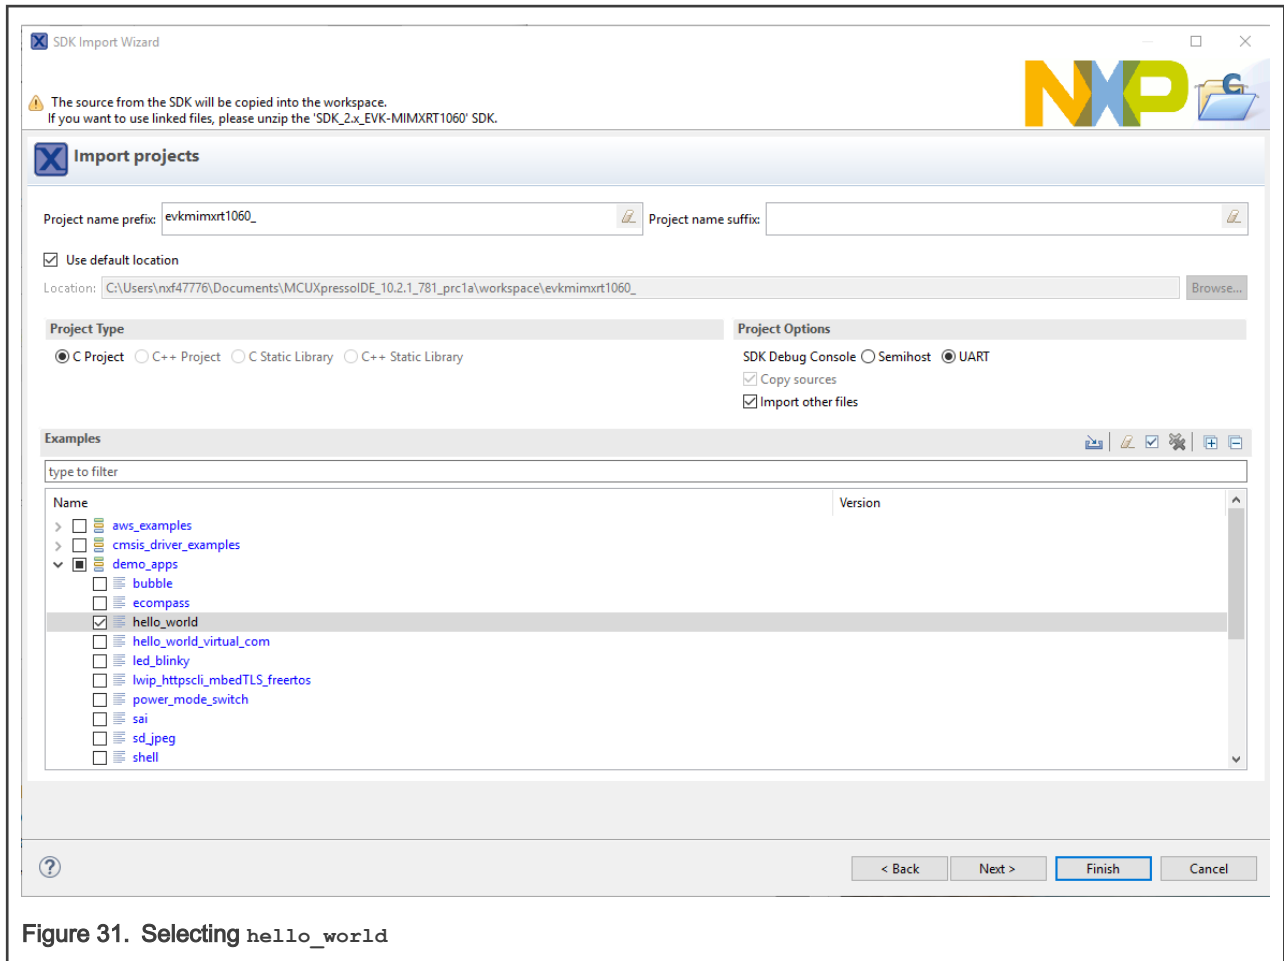 SDK Import Wizard
The source from the SDK will be copied into the workspace.
If you want to use linked files, please unzip the 'SDK_2.x_EVK-MIMXRT1060' SDK.
NXP
C
Import projects
Project name prefix: evkmimxrt1060_ Project name suffix:
Use default location
Location: C:\Users\nxf47776\Documents\MCUXpressoIDE_10.2.1_781_prc1a\workspace\evkmimxrt1060_ Browse...
Project Type Project Options
C Project C++ Project C Static Library C++ Static Library SDK Debug Console Semihost UART
Copy sources
Import other files
Examples
type to filter
Name Version
aws_examples
cmsis_driver_examples
demo_apps
bubble
ecompass
hello_world
hello_world_virtual_com
led_blinky
lwip_httpscli_mbedTLS_freertos
power_mode_switch
sai
sd_jpeg
shell
? < Back Next > Finish Cancel
Figure 31. Selecting hello_world